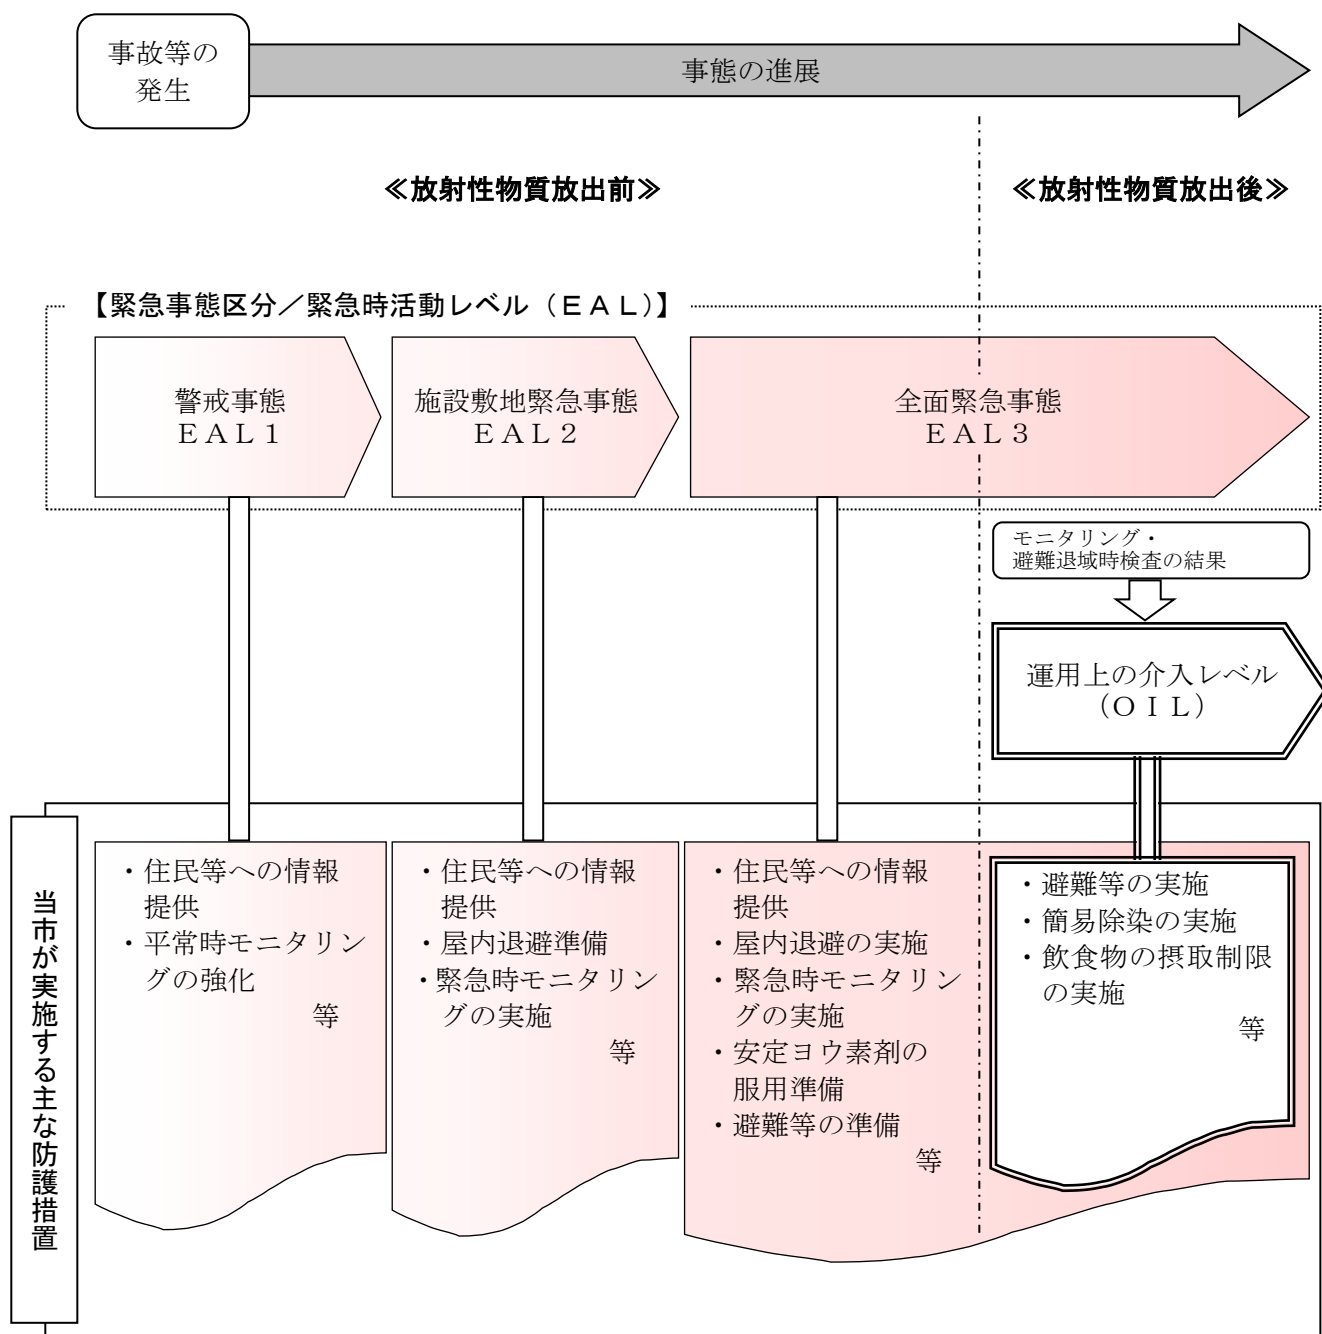 事故等の
発生
事態の進展
≪放射性物質放出前≫
≪放射性物質放出後≫
【緊急事態区分／緊急時活動レベル（ＥＡＬ）】
警戒事態
ＥＡＬ１
施設敷地緊急事態
ＥＡＬ２
全面緊急事態
ＥＡＬ３
モニタリング・
避難退域時検査の結果
運用上の介入レベル
（ＯＩＬ）
当市が実施する主な防護措置
・住民等への情報
提供
・平常時モニタリン
グの強化
等
・住民等への情報
提供
・屋内退避準備
・緊急時モニタリン
グの実施
等
・住民等への情報
提供
・屋内退避の実施
・緊急時モニタリン
グの実施
・安定ヨウ素剤の
服用準備
・避難等の準備
等
・避難等の実施
・簡易除染の実施
・飲食物の摂取制限
の実施
等